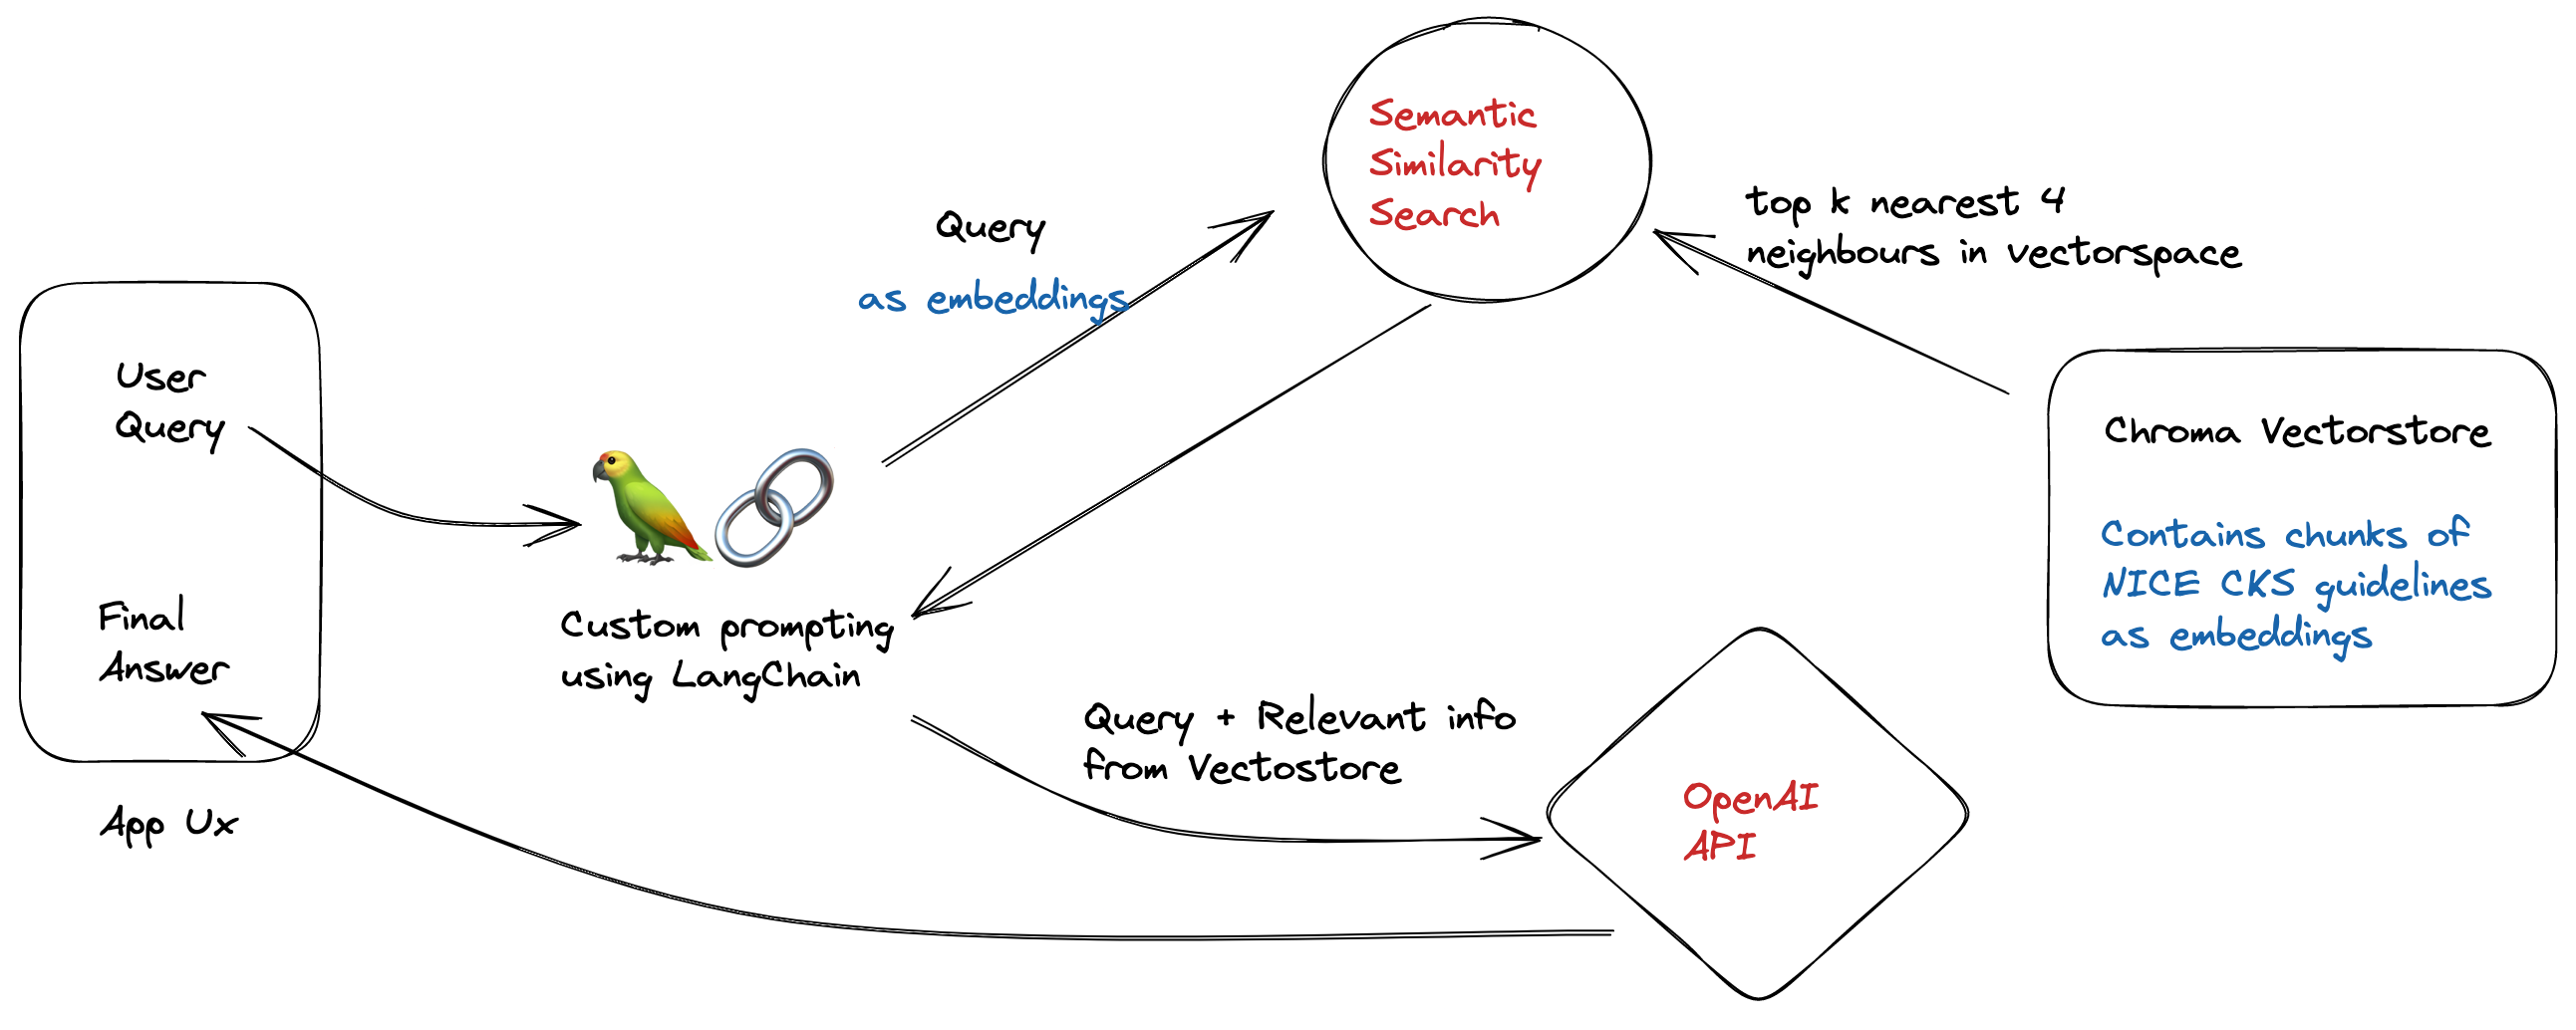 Semantic
Similarity
Search
top k nearest 4
neighbours in vectorspace
Query
as embeddings
User
Query
Final
Answer
App Ux
Custom prompting
using LangChain
Chroma Vectorstore
Contains chunks of
NICE CKS guidelines
as embeddings
Query + Relevant info
from Vectostore
OpenAI
API